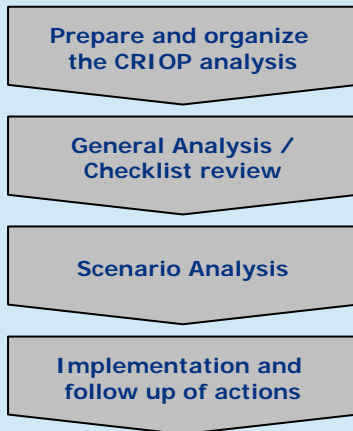 Prepare and organize
the CRIOP analysis
General Analysis /
Checklist review
Scenario Analysis
Implementation and
follow up of actions